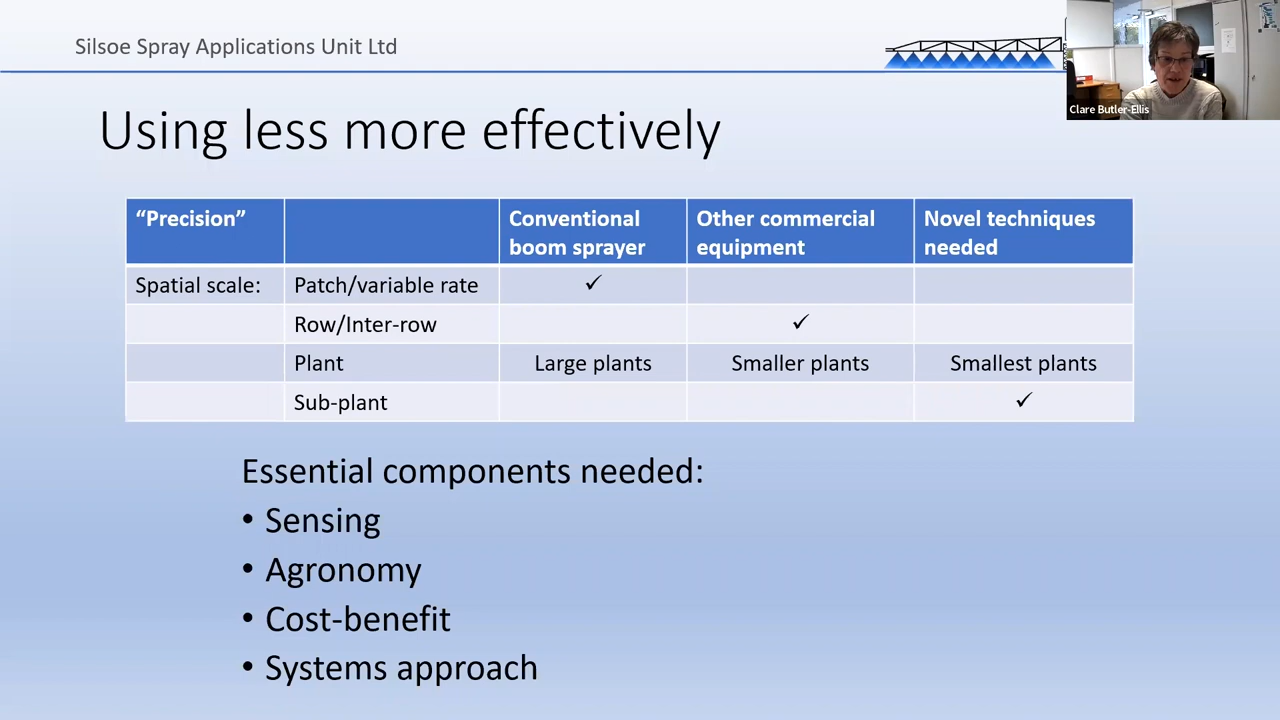 Silsoe Spray Applications Unit Ltd
Clare Butler-Ellis
Using less more effectively
“Precision” Conventional boom sprayer Other commercial equipment Novel techniques needed
Spatial scale: Patch/variable rate ✓
Row/Inter-row ✓
Plant Large plants Smaller plants Smallest plants
Sub-plant ✓
Essential components needed:
• Sensing
• Agronomy
• Cost-benefit
• Systems approach